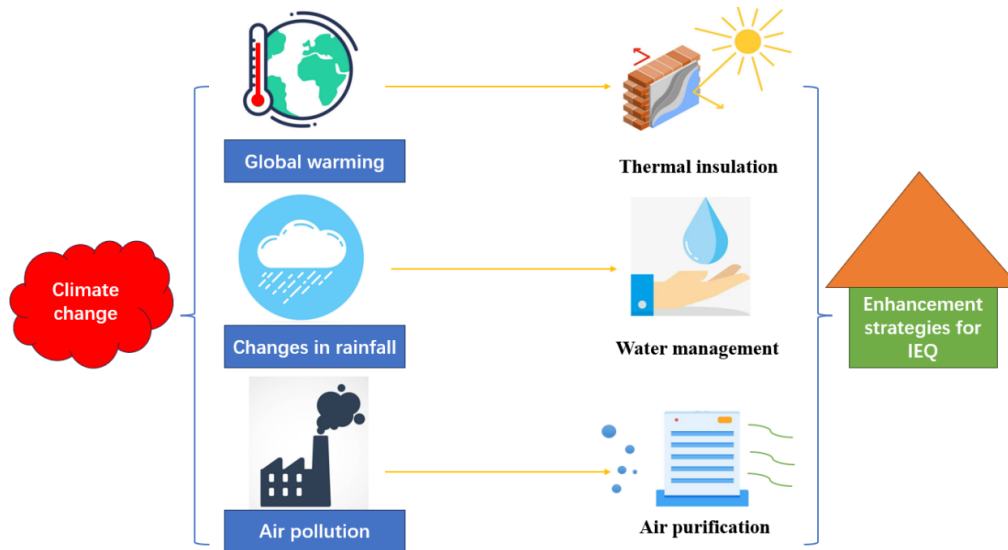 Global warming
Thermal insulation
Climate
change
Changes in rainfall
Water management
Enhancement
strategies for
IEQ
Air pollution
Air purification